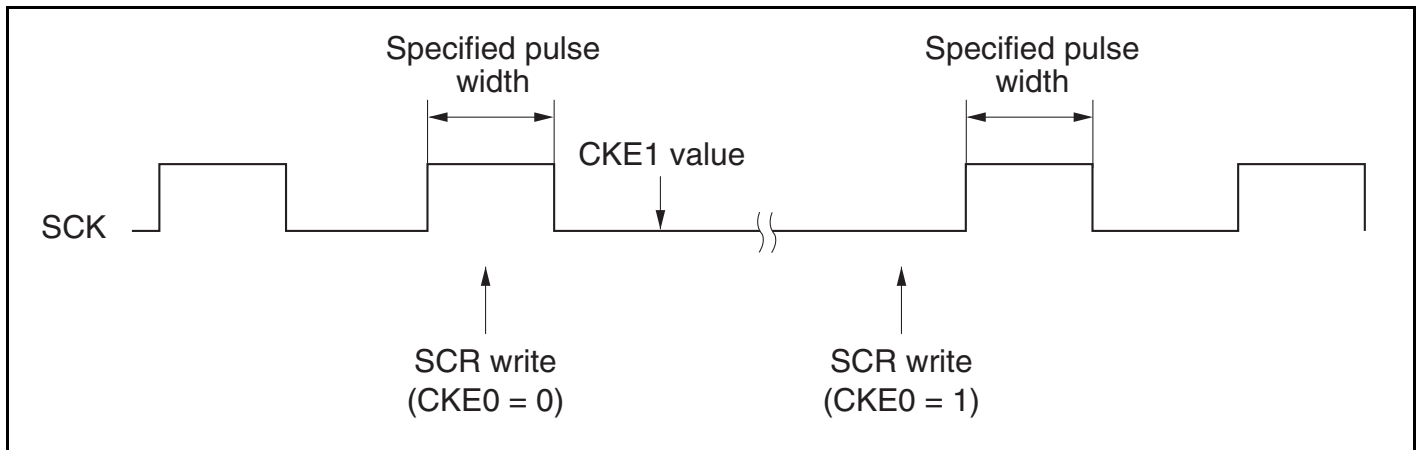 Specified pulse
width
Specified pulse
width
CKE1 value
SCK
SCR write
(CKE0 = 0)
SCR write
(CKE0 = 1)